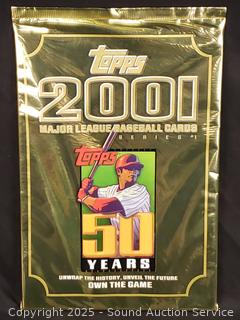 Topps
2001
MAJOR LEAGUE BASEBALL CARDS
SERIES 1
Topps
50
YEARS
UNWRAP THE HISTORY, UNVEIL THE FUTURE
OWN THE GAME
Copyright 2025 - Sound Auction Service